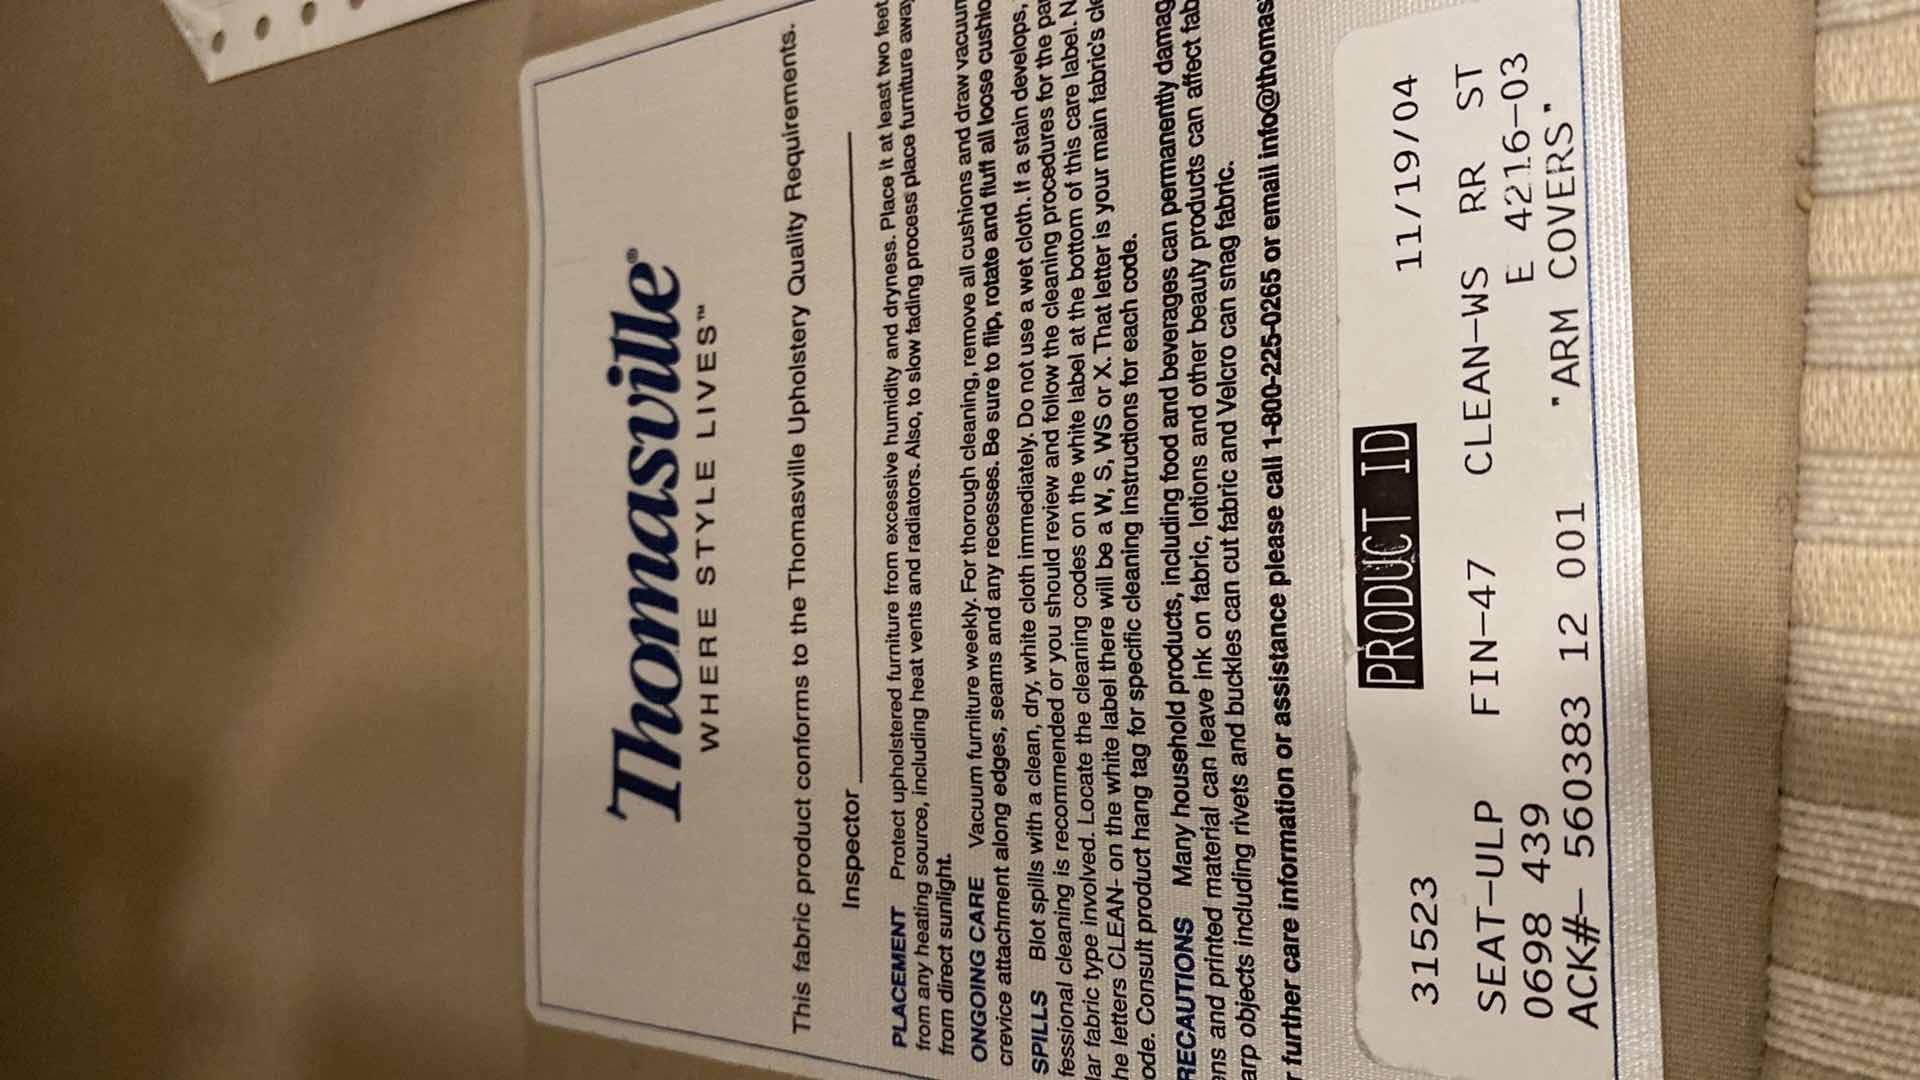 Thomasville®
WHERE STYLE LIVES™
This fabric product conforms to the Thomasville Upholstery Quality Requirements.
Inspector
PLACEMENT Protect upholstered furniture from excessive humidity and dryness. Place it at least two feet
from any heating source, including heat vents and radiators. Also, to slow fading process place furniture away
from direct sunlight.
ONGOING CARE Vacuum furniture weekly. For thorough cleaning, remove all cushions and draw vacuum
crevice attachment along edges, seams and any recesses. Be sure to flip, rotate and fluff all loose cushio
SPILLS Blot spills with a clean, dry, white cloth immediately. Do not use a wet cloth. If a stain develops,
fessional cleaning is recommended or you should review and follow the cleaning procedures for the pa
lar fabric type involved. Locate the cleaning codes on the white label at the bottom of this care label. N
he letters CLEAN- on the white label there will be a W, S, WS or X. That letter is your main fabric's cle
ode. Consult product hang tag for specific cleaning instructions for each code.
RECAUTIONS Many household products, including food and beverages can permanently damag
ens and printed material can leave ink on fabric, lotions and other beauty products can affect fab
arp objects including rivets and buckles can cut fabric and Velcro can snag fabric.
r further care information or assistance please call 1-800-225-0265 or email info@thomas
31523 PRODUCT ID 11/19/04
SEAT-ULP FIN-47 CLEAN-WS RR ST
0698 439 E 4216-03
ACK#- 560383 12 001 "ARM COVERS"